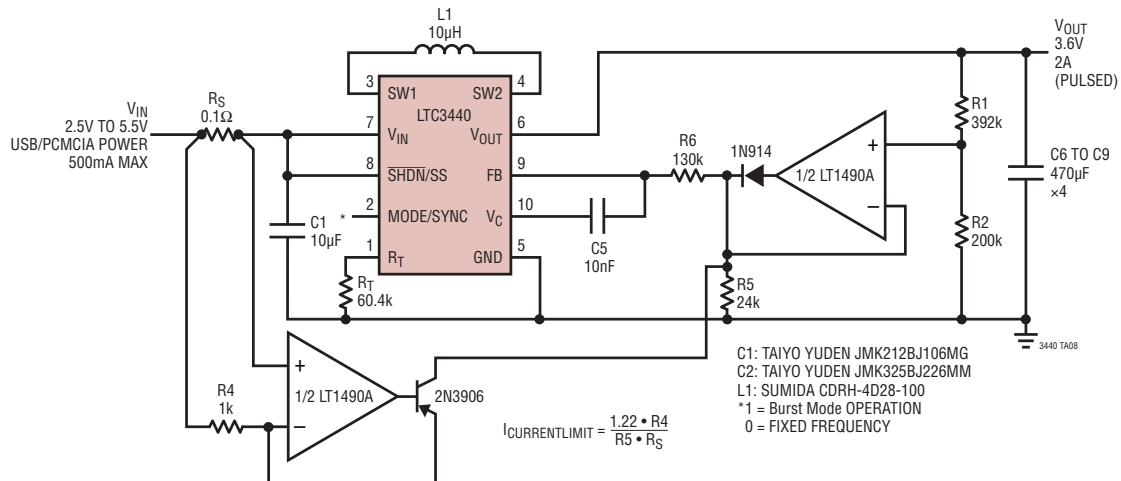 L1
10µH
3
SW1
4
SW2
LTC3440
VIN
2.5V TO 5.5V
USB/PCMCIA POWER
500mA MAX
RS
0.1Ω
7
VIN
6
VOUT
8
SHDN/SS
9
FB
2
MODE/SYNC
*
10
VC
1
RT
5
GND
C1
10µF
RT
60.4k
C5
10nF
R6
130k
1N914
1/2 LT1490A
+
–
R5
24k
R1
392k
R2
200k
VOUT
3.6V
2A
(PULSED)
C6 TO C9
470µF
×4
3440 TA08
R4
1k
+
–
1/2 LT1490A
2N3906
ICURRENTLIMIT = 1.22 • R4
R5 • RS
C1: TAIYO YUDEN JMK212BJ106MG
C2: TAIYO YUDEN JMK325BJ226MM
L1: SUMIDA CDRH-4D28-100
*1 = Burst Mode OPERATION
0 = FIXED FREQUENCY